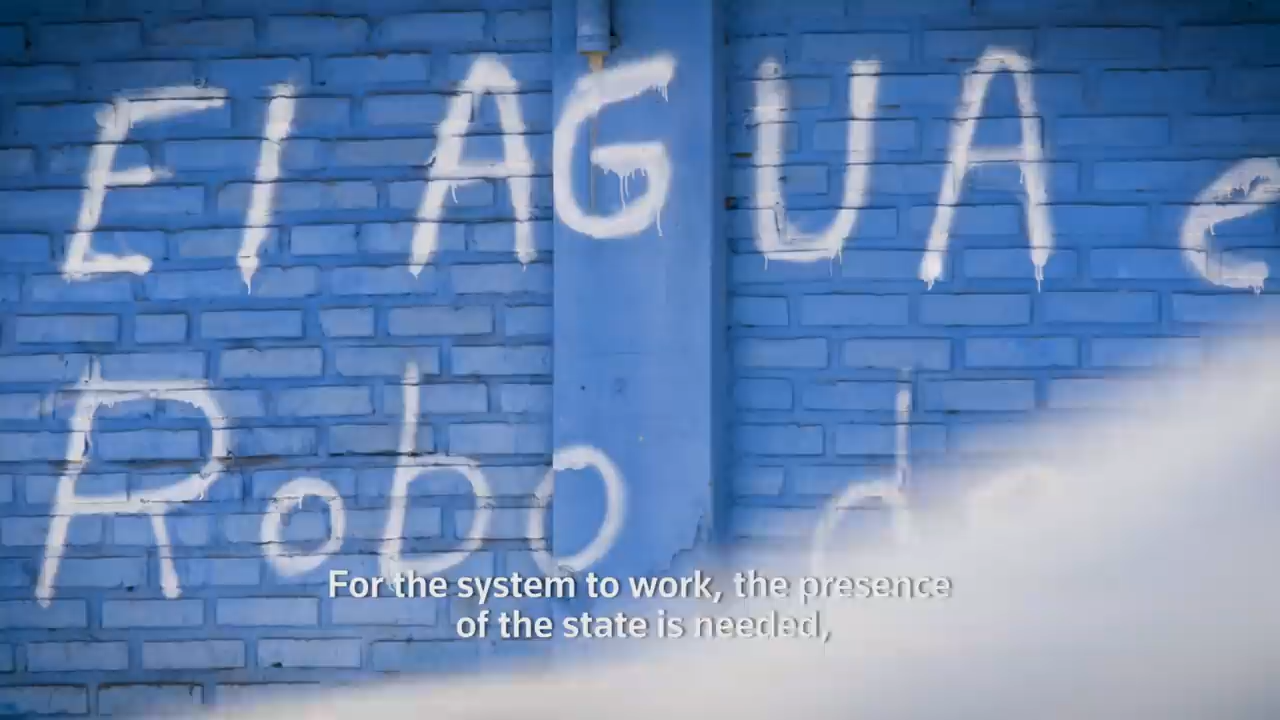 El AGUA e
Robo d
For the system to work, the presence
of the state is needed,